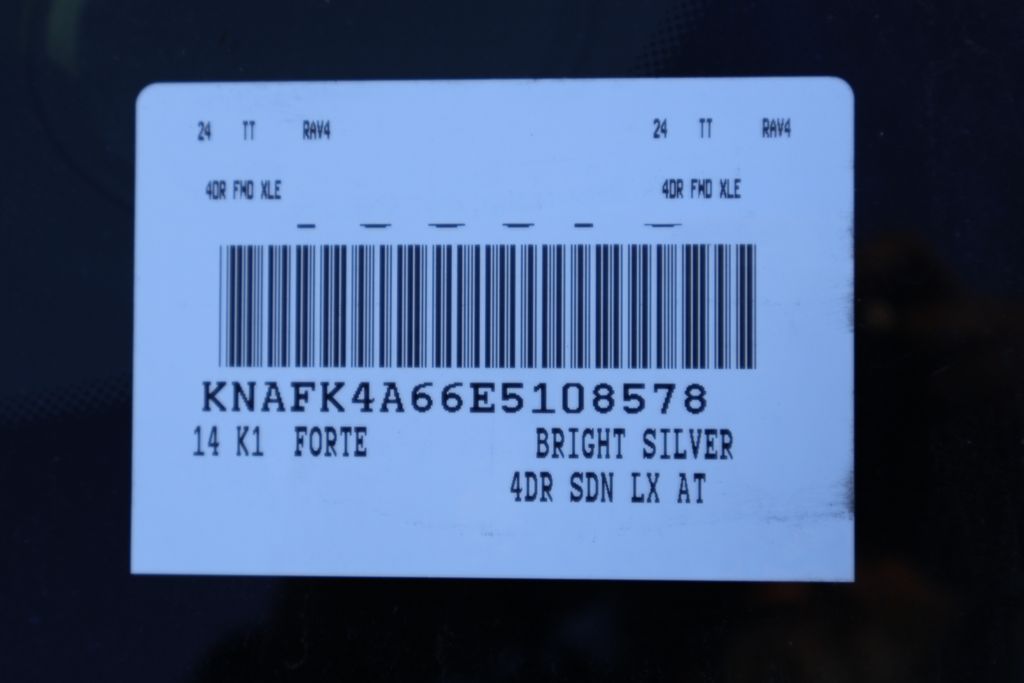 24 TT RAV4 24 TT RAV4
4DR FWD XLE 4DR FWD XLE
KNAFK4A66E5108578
14 K1 FORTE BRIGHT SILVER
4DR SDN LX AT